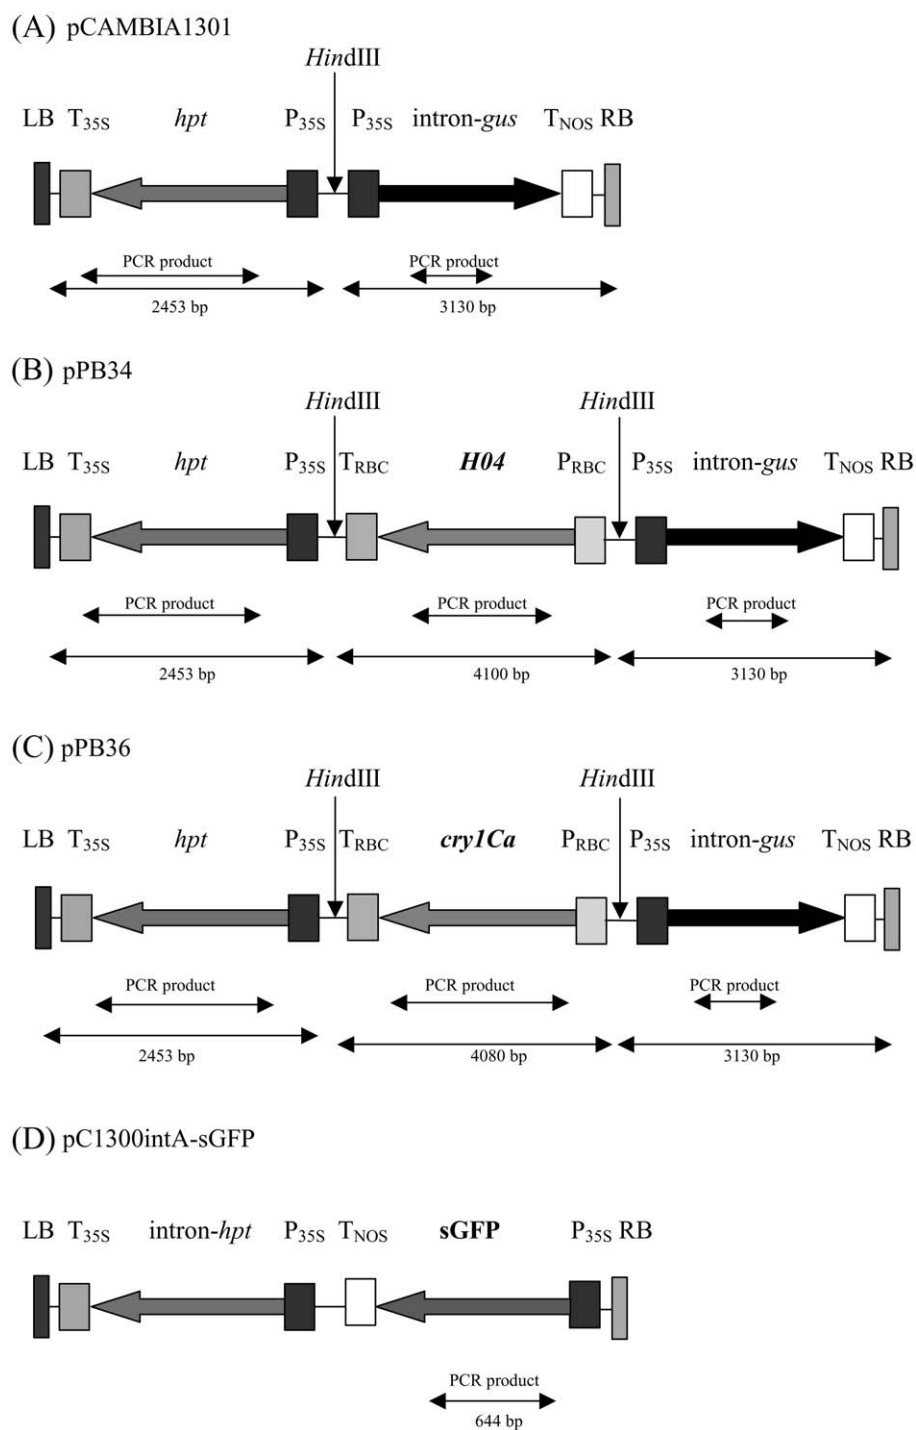 (A) pCAMBIA1301
HindIII
LB T35S hpt P35S P35S intron-gus TNOS RB
PCR product PCR product
2453 bp 3130 bp
(B) pPB34
HindIII HindIII
LB T35S hpt P35S TRBC H04 PRBC P35S intron-gus TNOS RB
PCR product PCR product PCR product
2453 bp 4100 bp 3130 bp
(C) pPB36
HindIII HindIII
LB T35S hpt P35S TRBC cry1Ca PRBC P35S intron-gus TNOS RB
PCR product PCR product PCR product
2453 bp 4080 bp 3130 bp
(D) pC1300intA-sGFP
LB T35S intron-hpt P35S TNOS sGFP P35S RB
PCR product
644 bp